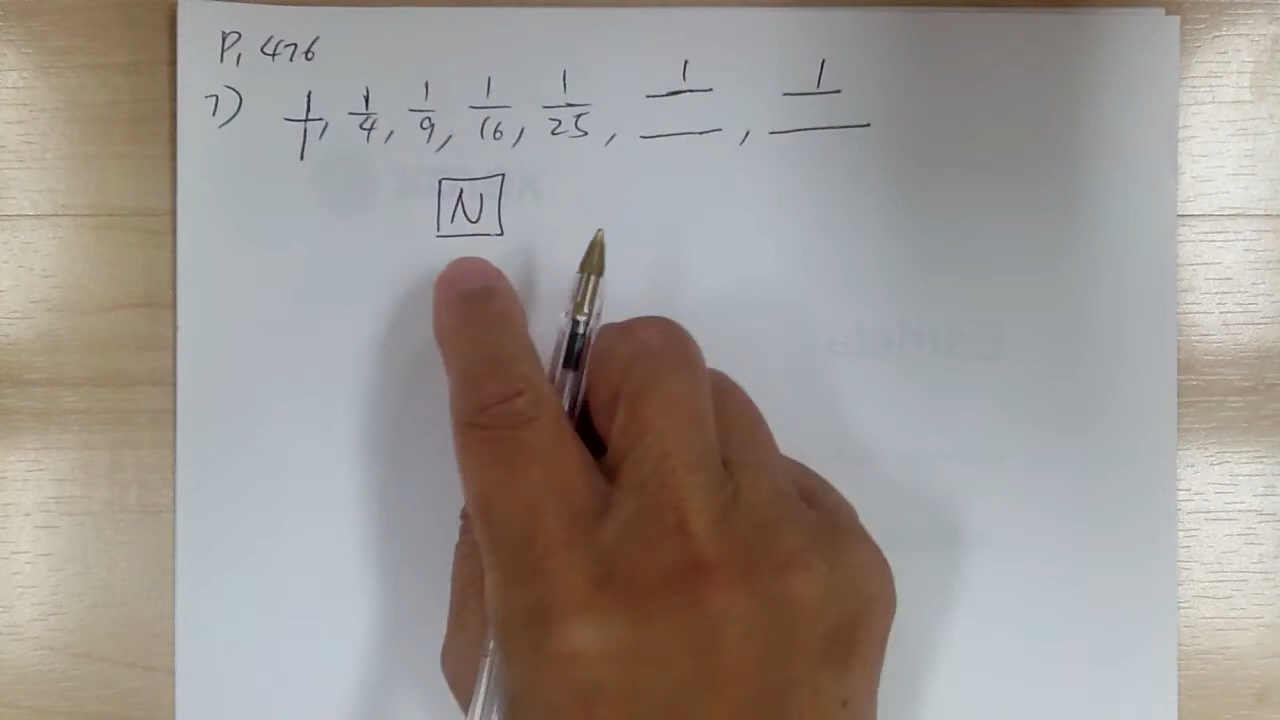 P. 476
7) 1/1, 1/4, 1/9, 1/16, 1/25, 1/__, 1/__
N